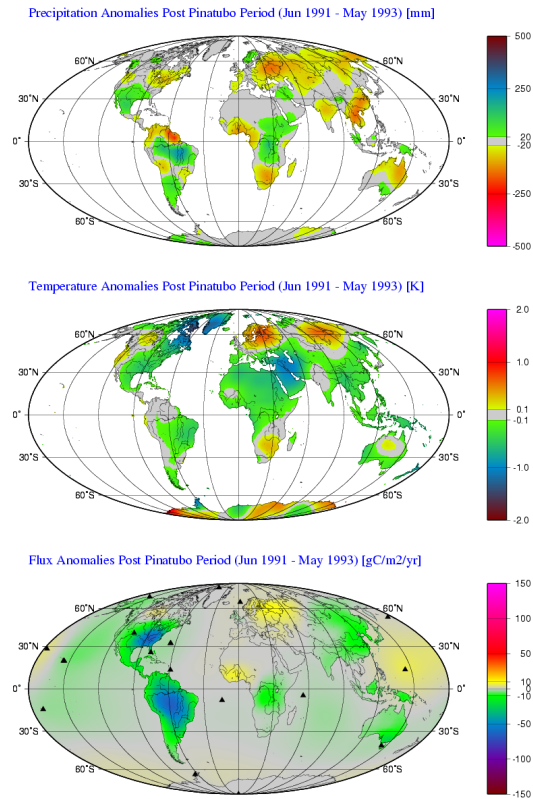 Precipitation Anomalies Post Pinatubo Period (Jun 1991 - May 1993) [mm]
60˚N
60˚N
30˚N
30˚N
0˚
0˚
30˚S
30˚S
60˚S
60˚S
500
250
20
-20
-250
-500
Temperature Anomalies Post Pinatubo Period (Jun 1991 - May 1993) [K]
60˚N
60˚N
30˚N
30˚N
0˚
0˚
30˚S
30˚S
60˚S
60˚S
2.0
1.0
0.1
-0.1
-1.0
-2.0
Flux Anomalies Post Pinatubo Period (Jun 1991 - May 1993) [gC/m2/yr]
60˚N
60˚N
30˚N
30˚N
0˚
0˚
30˚S
30˚S
60˚S
60˚S
150
100
50
10
0
-10
-50
-100
-150